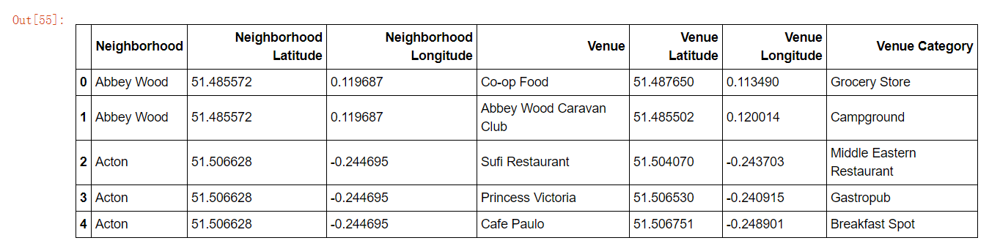 Out[55]:
Neighborhood Neighborhood Latitude Neighborhood Longitude Venue Venue Latitude Venue Longitude Venue Category
0 Abbey Wood 51.485572 0.119687 Co-op Food 51.487650 0.113490 Grocery Store
1 Abbey Wood 51.485572 0.119687 Abbey Wood Caravan Club 51.485502 0.120014 Campground
2 Acton 51.506628 -0.244695 Sufi Restaurant 51.504070 -0.243703 Middle Eastern Restaurant
3 Acton 51.506628 -0.244695 Princess Victoria 51.506530 -0.240915 Gastropub
4 Acton 51.506628 -0.244695 Cafe Paulo 51.506751 -0.248901 Breakfast Spot